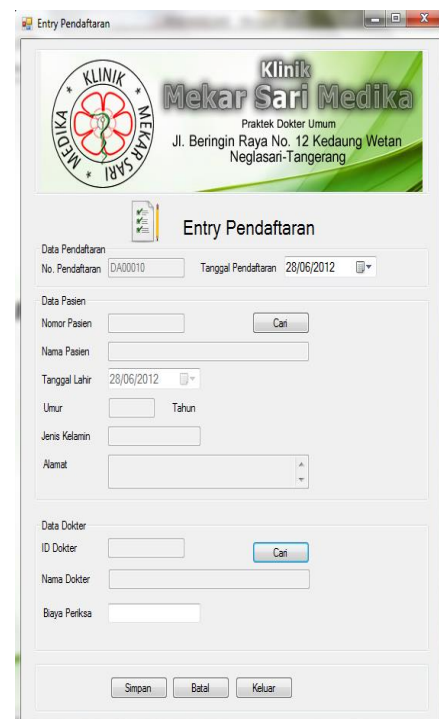 Entry Pendaftaran
KLINIK MEKAR SARI MEDIKA
Klinik
Mekar Sari Medika
Praktek Dokter Umum
Jl. Beringin Raya No. 12 Kedaung Wetan
Neglasari-Tangerang
Entry Pendaftaran
Data Pendaftaran
No. Pendaftaran DA00010 Tanggal Pendaftaran 28/06/2012
Data Pasien
Nomor Pasien Cari
Nama Pasien
Tanggal Lahir 28/06/2012
Umur Tahun
Jenis Kelamin
Alamat
Data Dokter
ID Dokter Cari
Nama Dokter
Biaya Periksa
Simpan Batal Keluar